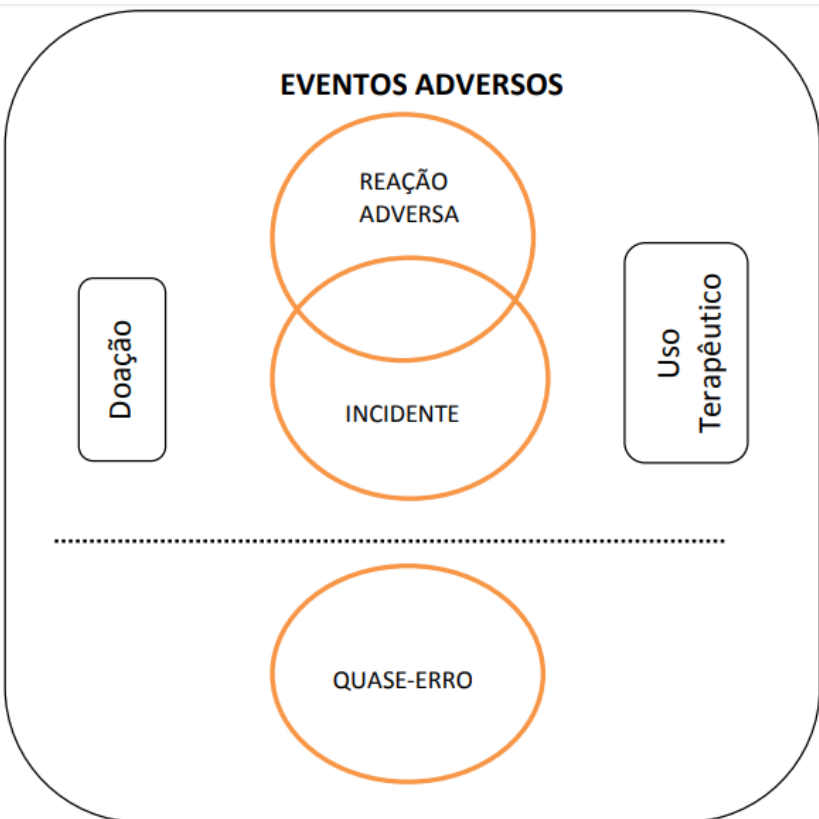 EVENTOS ADVERSOS
REAÇÃO
ADVERSA
Doação
Uso
Terapêutico
INCIDENTE
QUASE-ERRO